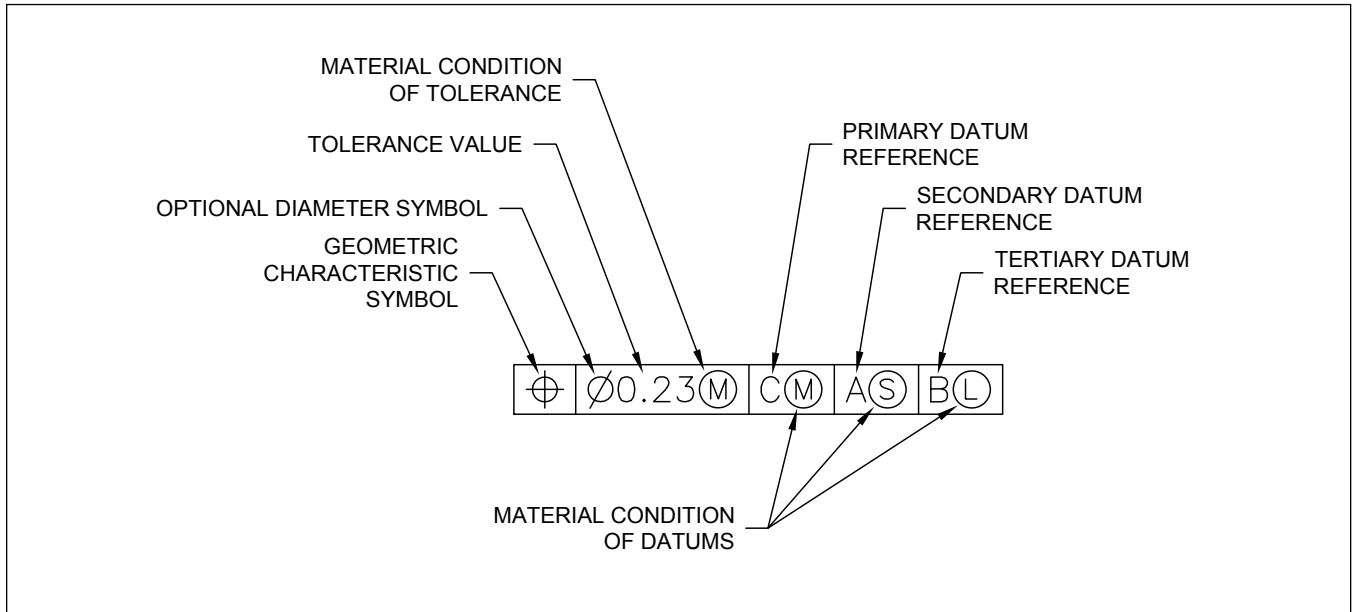 MATERIAL CONDITION
OF TOLERANCE
TOLERANCE VALUE
OPTIONAL DIAMETER SYMBOL
GEOMETRIC
CHARACTERISTIC
SYMBOL
PRIMARY DATUM
REFERENCE
SECONDARY DATUM
REFERENCE
TERTIARY DATUM
REFERENCE
⌖ ⌀0.23Ⓜ CⓂ AⓈ BⓁ
MATERIAL CONDITION
OF DATUMS